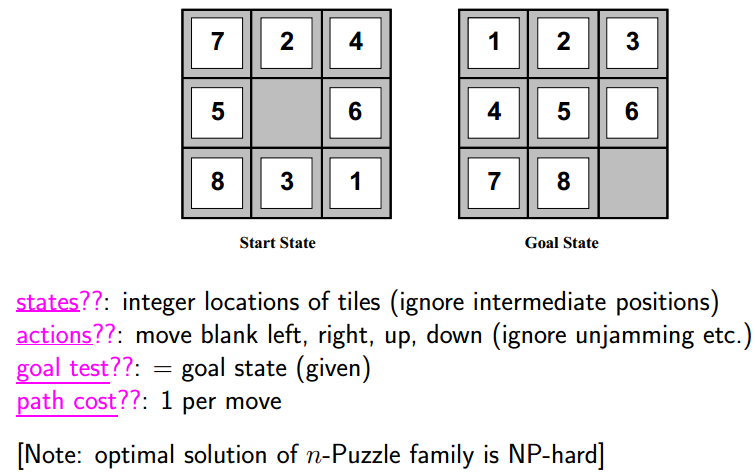 7 2 4 1 2 3
5 6 4 5 6
8 3 1 7 8
Start State Goal State
states??: integer locations of tiles (ignore intermediate positions)
actions??: move blank left, right, up, down (ignore unjamming etc.)
goal test??: = goal state (given)
path cost??: 1 per move
[Note: optimal solution of n-Puzzle family is NP-hard]